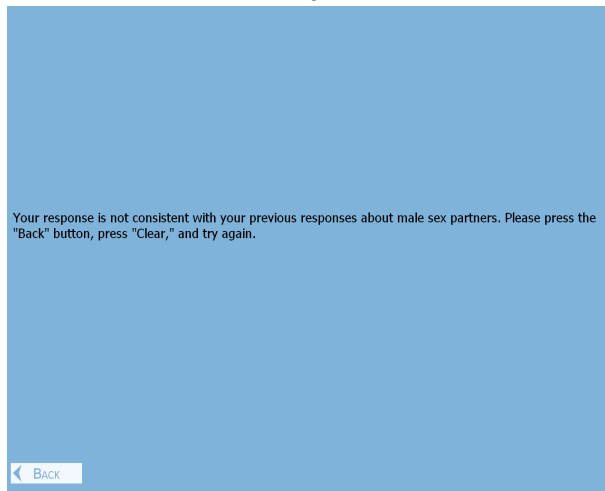 Your response is not consistent with your previous responses about male sex partners. Please press the
"Back" button, press "Clear," and try again.
BACK